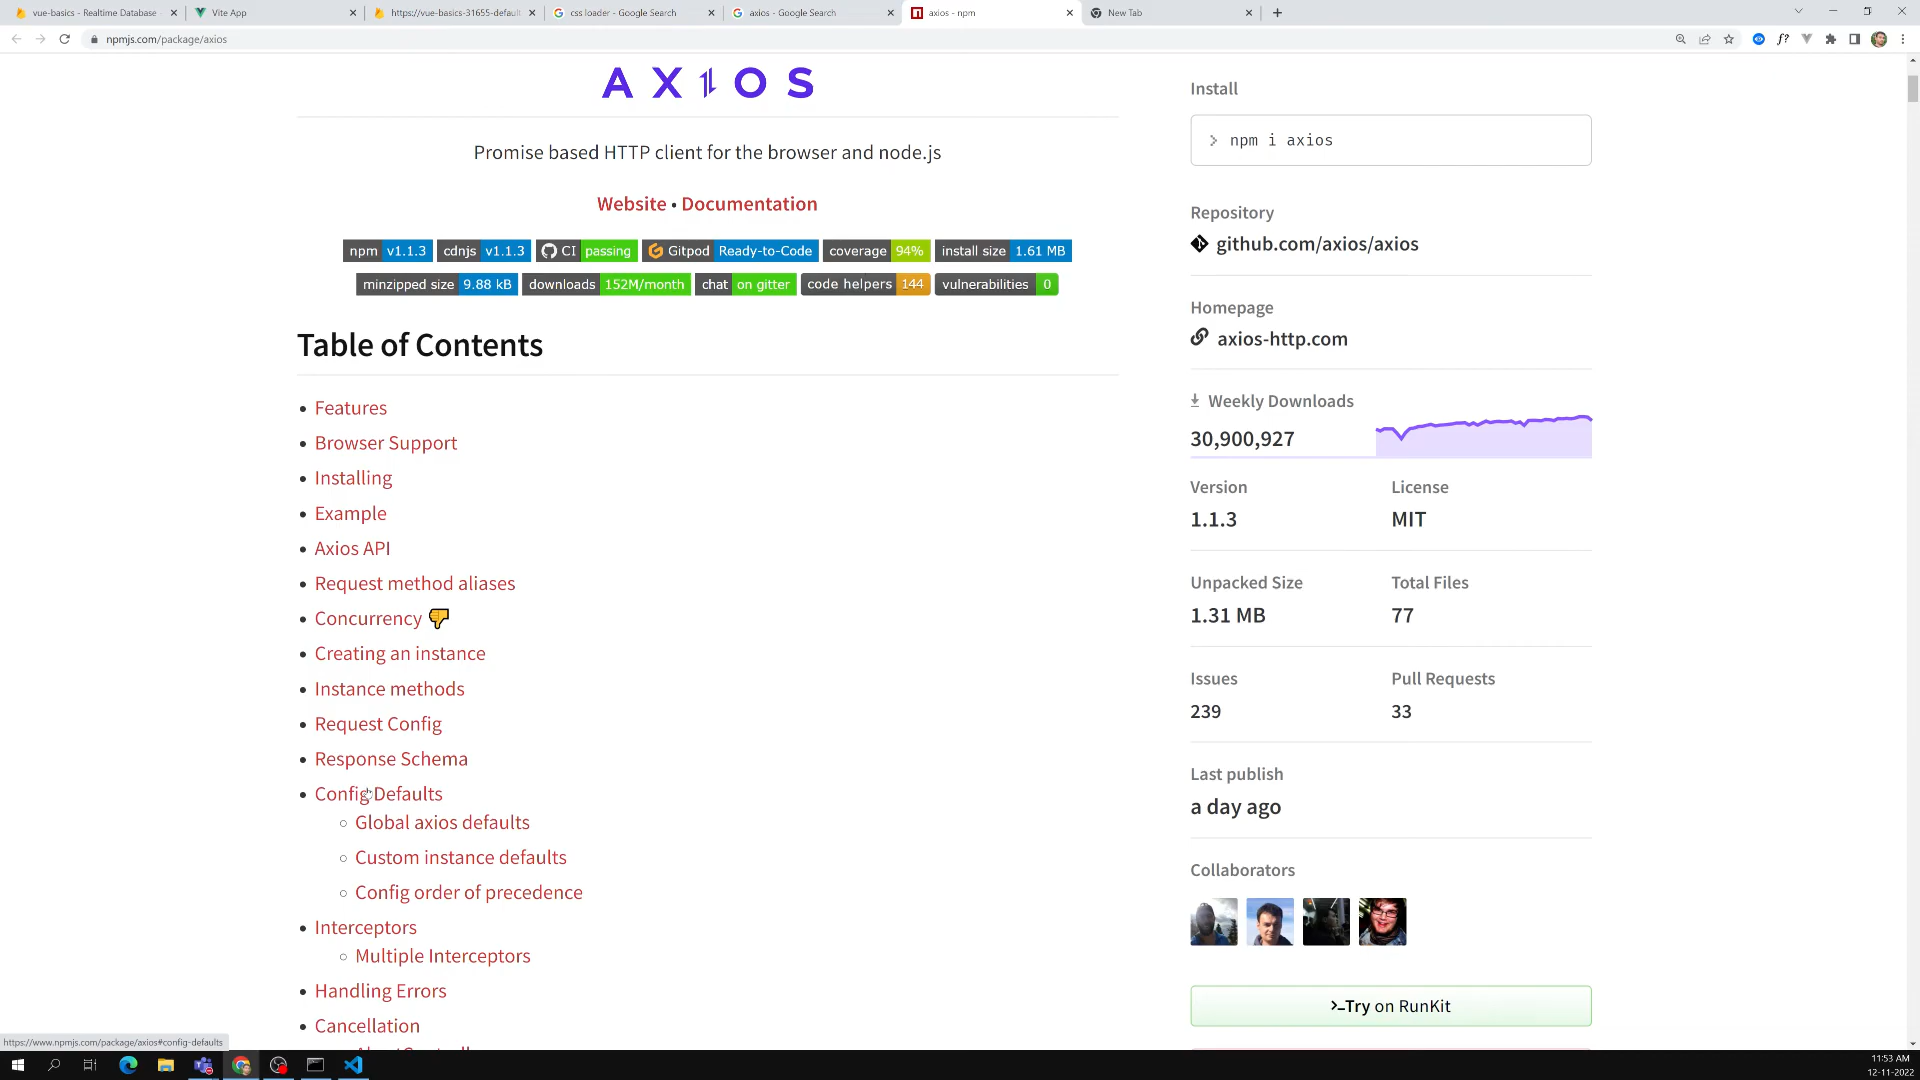 vue-basics - Realtime Database
Vite App
https://vue-basics-31655-default
css loader - Google Search
axios - Google Search
axios - npm
New Tab
npmjs.com/package/axios
AXIOS
Promise based HTTP client for the browser and node.js
Website • Documentation
npm v1.1.3 cdnjs v1.1.3 CI passing Gitpod Ready-to-Code coverage 94% install size 1.61 MB
minzipped size 9.88 kB downloads 152M/month chat on gitter code helpers 144 vulnerabilities 0
Table of Contents
Features
Browser Support
Installing
Example
Axios API
Request method aliases
Concurrency 👎
Creating an instance
Instance methods
Request Config
Response Schema
Config Defaults
Global axios defaults
Custom instance defaults
Config order of precedence
Interceptors
Multiple Interceptors
Handling Errors
Cancellation
Install
> npm i axios
Repository
github.com/axios/axios
Homepage
axios-http.com
Weekly Downloads
30,900,927
Version License
1.1.3 MIT
Unpacked Size Total Files
1.31 MB 77
Issues Pull Requests
239 33
Last publish
a day ago
Collaborators
Try on RunKit
https://www.npmjs.com/package/axios#config-defaults
11:53 AM
12-11-2022